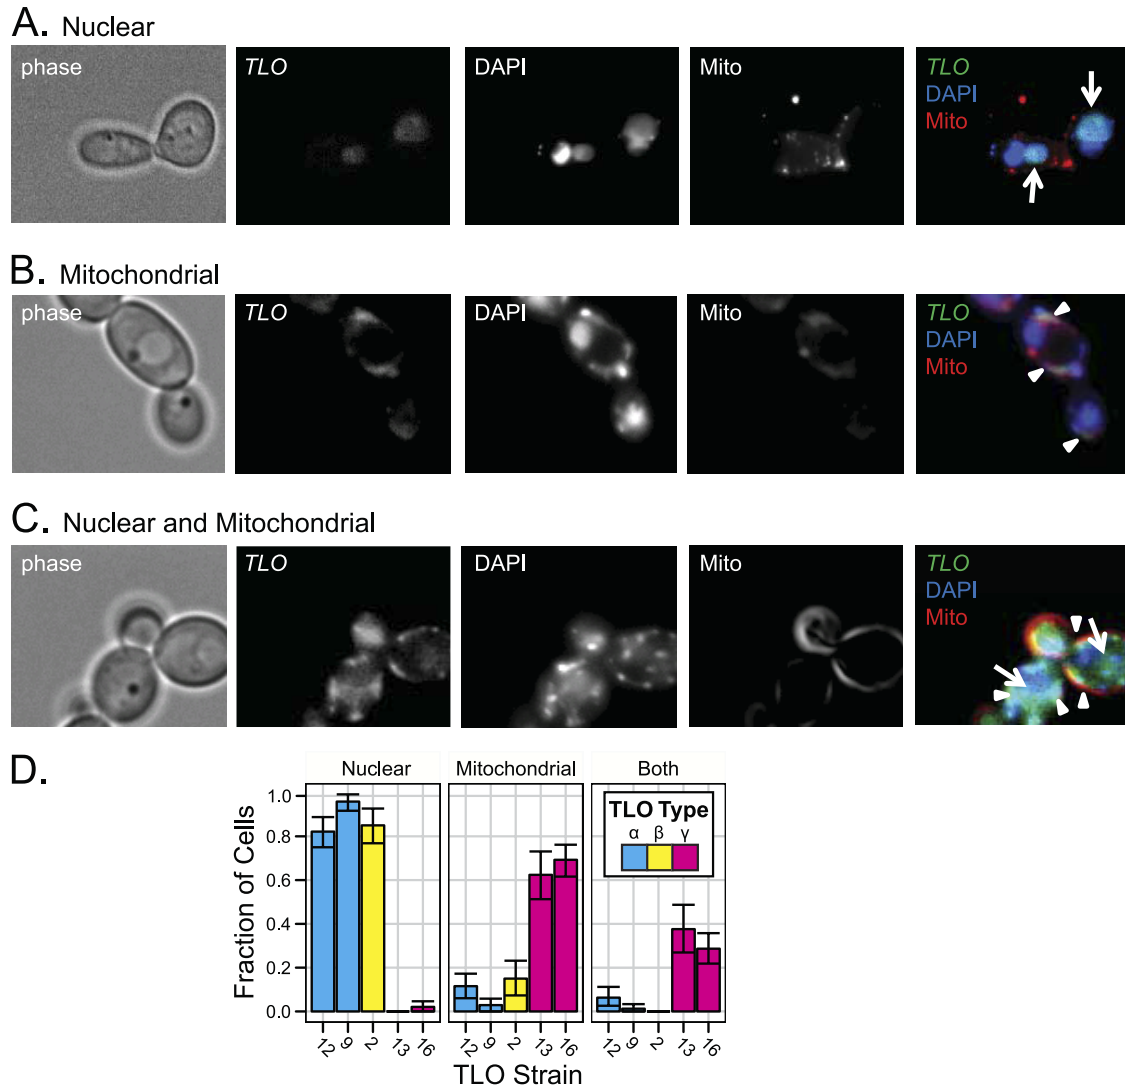 A. Nuclear
phase
TLO
DAPI
Mito
TLO
DAPI
Mito
B. Mitochondrial
phase
TLO
DAPI
Mito
TLO
DAPI
Mito
C. Nuclear and Mitochondrial
phase
TLO
DAPI
Mito
TLO
DAPI
Mito
D.
Nuclear Mitochondrial Both
Fraction of Cells
1.0
0.8
0.6
0.4
0.2
0.0
TLO Type
α β γ
12 9 2 13 16 12 9 2 13 16 12 9 2 13 16
TLO Strain